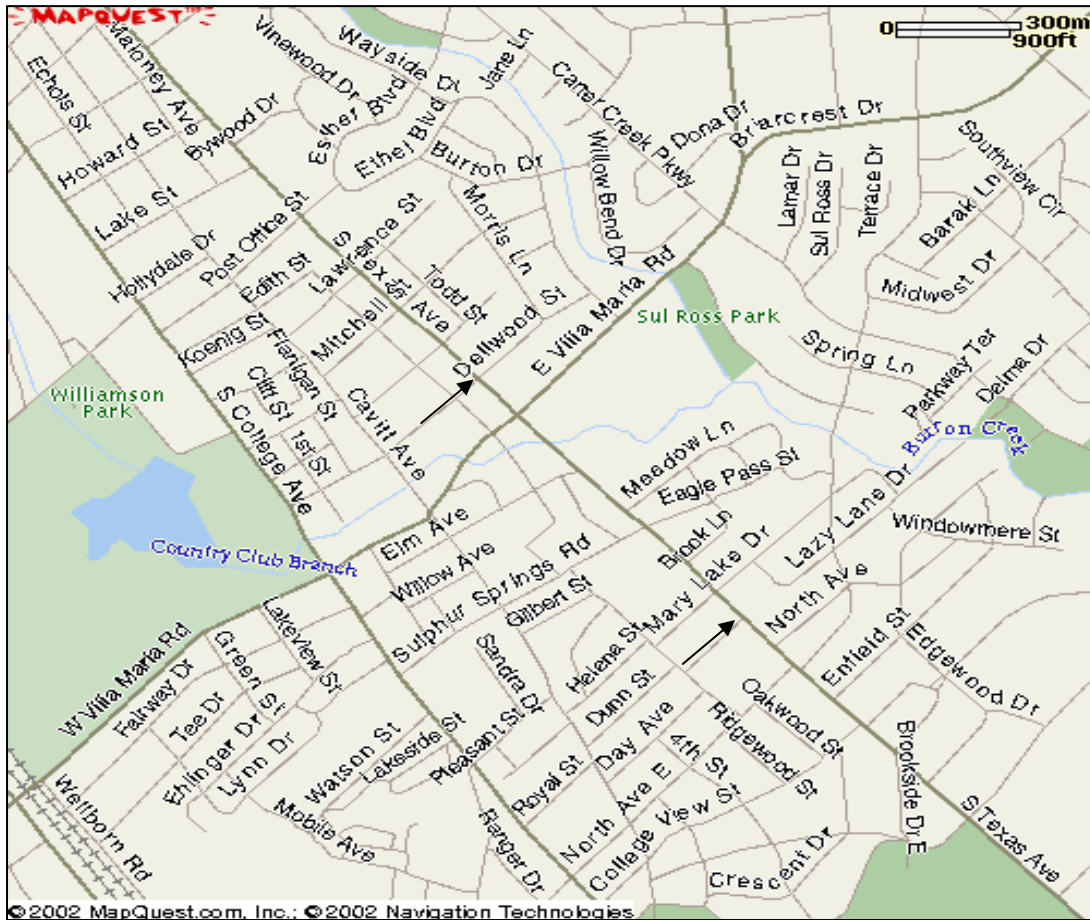 MAPQUEST
0 300m
900ft
Echols St
Maloney Ave
Vinewood Dr
Wayside Ct
Jane Ln
Carter Creek Pkwy
Dona Dr
Briarcrest Dr
Southview Cir
Howard St
Bywood Dr
Esther Blvd
Ethel Blvd
Burton Dr
Willow Bend Dr
Lamar Dr
Sul Ross Dr
Terrace Dr
Barak Ln
Lake St
Post Office St
Lawrence St
Morris Ln
Hollydale Dr
Edith St
S Texas Ave
Todd St
E Villa Maria Rd
Midwest Dr
Koenig St
Flanigan St
Mitchell
Dellwood St
Sul Ross Park
Spring Ln
Parkway Ter
Delma Dr
Williamson
Park
Clift St
1st St
S College Ave
Cavitt Ave
Meadow Ln
Eagle Pass St
Burton Creek
Country Club Branch
Elm Ave
Willow Ave
Brook Ln
Lazy Lane Dr
Windowmere St
Sulphur Springs Rd
Gilbert St
Mary Lake Dr
North Ave
Enfield St
Edgewood Dr
W Villa Maria Rd
Fairway Dr
Green St
Lakeview St
Sandra Dr
Helena St
Tee Dr
Ehlinger Dr
Lynn Dr
Watson St
Lakeside St
Pleasant St
Dunn St
Day Ave
Oakwood St
Ridgewood St
4th St
Brookside Dr E
S Texas Ave
Wellborn Rd
Mobile Ave
Royal St
Ranger Dr
North Ave E
College View St
Crescent Dr
©2002 MapQuest.com, Inc.; ©2002 Navigation Technologies